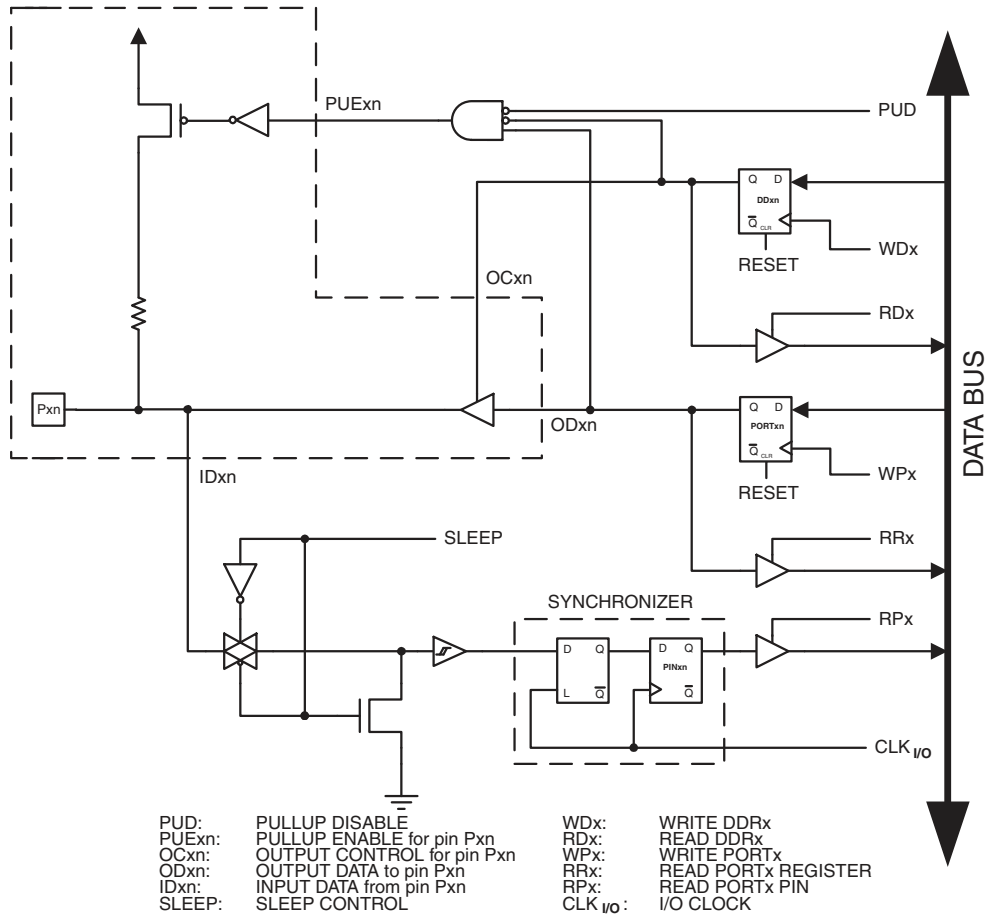 PUExn
PUD
Q D
DDxn
Q CLR
WDx
RESET
OCxn
RDx
DATA BUS
Pxn
ODxn
Q D
PORTxn
Q CLR
WPx
RESET
IDxn
SLEEP
RRx
SYNCHRONIZER
RPx
D Q
L Q
D Q
PINxn
Q
CLK I/O
PUD: PULLUP DISABLE
PUExn: PULLUP ENABLE for pin Pxn
OCxn: OUTPUT CONTROL for pin Pxn
ODxn: OUTPUT DATA to pin Pxn
IDxn: INPUT DATA from pin Pxn
SLEEP: SLEEP CONTROL
WDx: WRITE DDRx
RDx: READ DDRx
WPx: WRITE PORTx
RRx: READ PORTx REGISTER
RPx: READ PORTx PIN
CLK I/O: I/O CLOCK